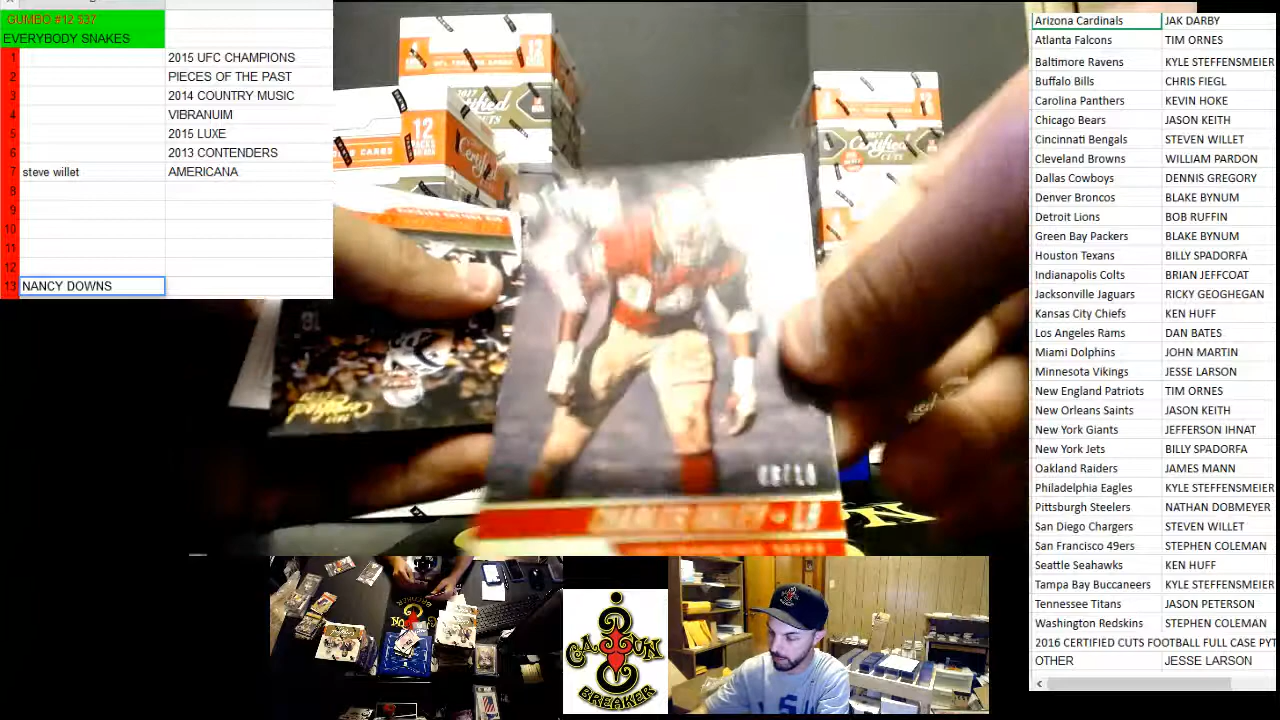 GUMBO #12 $37
EVERYBODY SNAKES
1 2015 UFC CHAMPIONS
2 PIECES OF THE PAST
3 2014 COUNTRY MUSIC
4 VIBRANUIM
5 2015 LUXE
6 2013 CONTENDERS
7 steve willet AMERICANA
8
9
10
11
12
13 NANCY DOWNS
12
PACKS
Certified
CUTS
Arizona Cardinals JAK DARBY
Atlanta Falcons TIM ORNES
Baltimore Ravens KYLE STEFFENSMEIER
Buffalo Bills CHRIS FIEGL
Carolina Panthers KEVIN HOKE
Chicago Bears JASON KEITH
Cincinnati Bengals STEVEN WILLET
Cleveland Browns WILLIAM PARDON
Dallas Cowboys DENNIS GREGORY
Denver Broncos BLAKE BYNUM
Detroit Lions BOB RUFFIN
Green Bay Packers BLAKE BYNUM
Houston Texans BILLY SPADORFA
Indianapolis Colts BRIAN JEFFCOAT
Jacksonville Jaguars RICKY GEOGHEGAN
Kansas City Chiefs KEN HUFF
Los Angeles Rams DAN BATES
Miami Dolphins JOHN MARTIN
Minnesota Vikings JESSE LARSON
New England Patriots TIM ORNES
New Orleans Saints JASON KEITH
New York Giants JEFFERSON IHNAT
New York Jets BILLY SPADORFA
Oakland Raiders JAMES MANN
Philadelphia Eagles KYLE STEFFENSMEIER
Pittsburgh Steelers NATHAN DOBMEYER
San Diego Chargers STEVEN WILLET
San Francisco 49ers STEPHEN COLEMAN
Seattle Seahawks KEN HUFF
Tampa Bay Buccaneers KYLE STEFFENSMEIER
Tennessee Titans JASON PETERSON
Washington Redskins STEPHEN COLEMAN
2016 CERTIFIED CUTS FOOTBALL FULL CASE PYT
OTHER JESSE LARSON
CAJUN
BREAKER